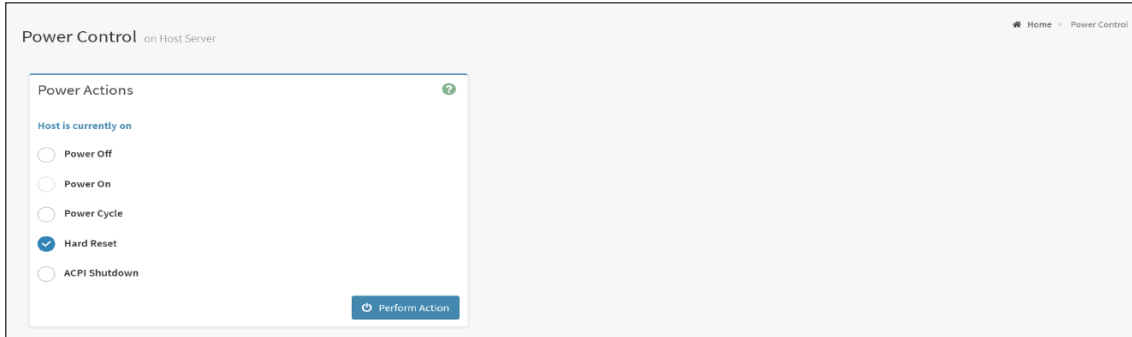 Home > Power Control
Power Control on Host Server
Power Actions
Host is currently on
Power Off
Power On
Power Cycle
Hard Reset
ACPI Shutdown
Perform Action